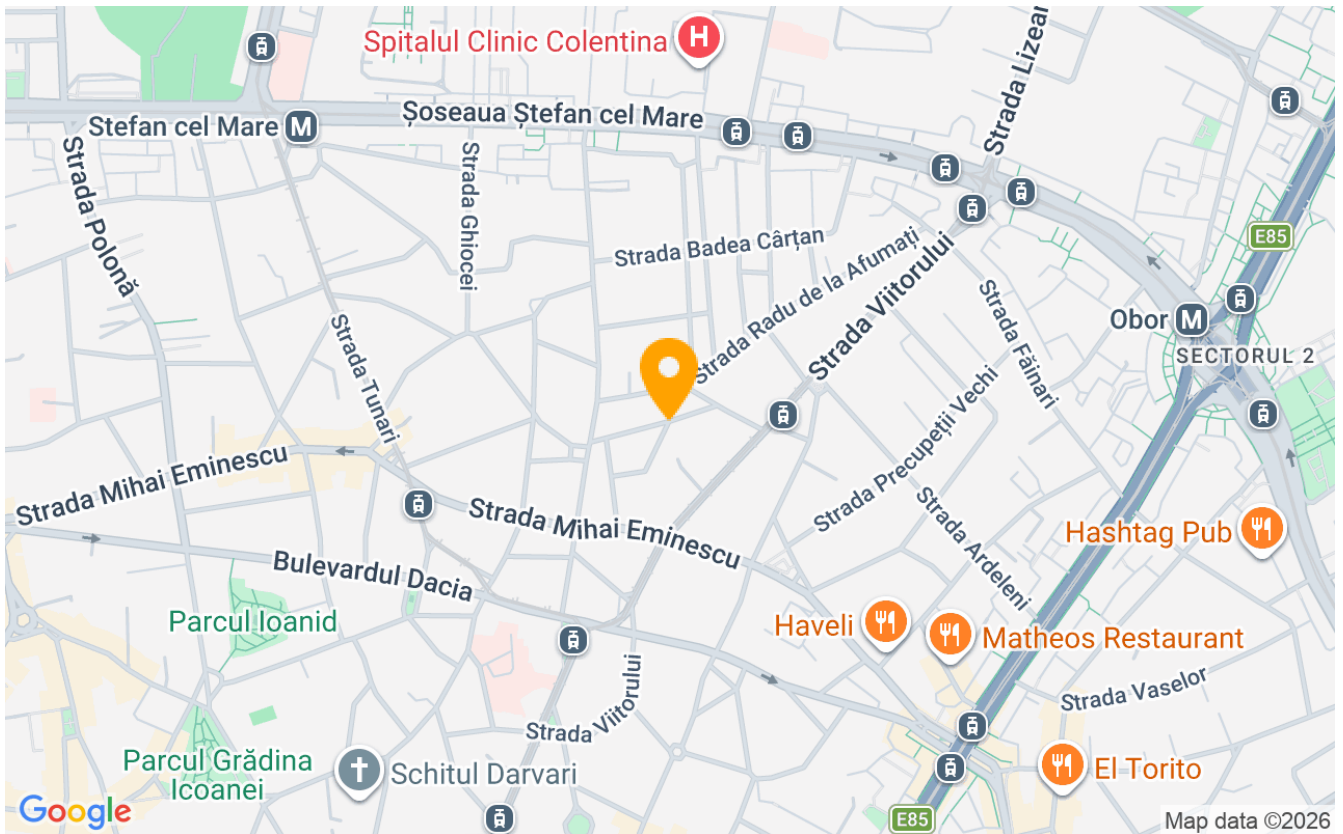 Spitalul Clinic Colentina
H
Strada Lizeanu
Șoseaua Ștefan cel Mare
Stefan cel Mare
M
Strada Polonă
Strada Ghiocei
Strada Badea Cârțan
Strada Radu de la Afumați
Strada Viitorului
E85
Strada Făinari
Obor
M
SECTORUL 2
Strada Tunari
Strada Precupeții Vechi
Strada Mihai Eminescu
Strada Mihai Eminescu
Strada Ardeleni
Hashtag Pub
Bulevardul Dacia
Parcul Ioanid
Haveli
Matheos Restaurant
Strada Viitorului
Strada Vaselor
Parcul Grădina
Icoanei
Schitul Darvari
El Torito
Google
E85
Map data ©2026